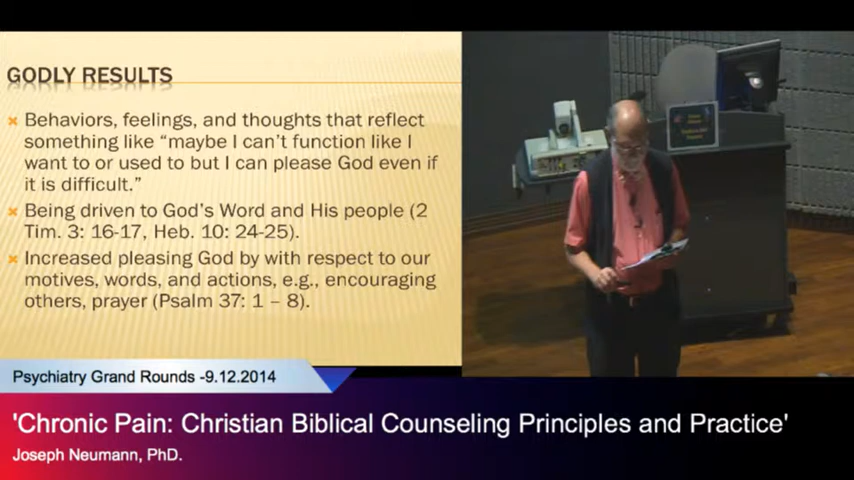 GODLY RESULTS
Behaviors, feelings, and thoughts that reflect
something like “maybe I can’t function like I
want to or used to but I can please God even if
it is difficult.”
Being driven to God’s Word and His people (2
Tim. 3: 16-17, Heb. 10: 24-25).
Increased pleasing God by with respect to our
motives, words, and actions, e.g., encouraging
others, prayer (Psalm 37: 1 – 8).
Psychiatry Grand Rounds -9.12.2014
'Chronic Pain: Christian Biblical Counseling Principles and Practice'
Joseph Neumann, PhD.